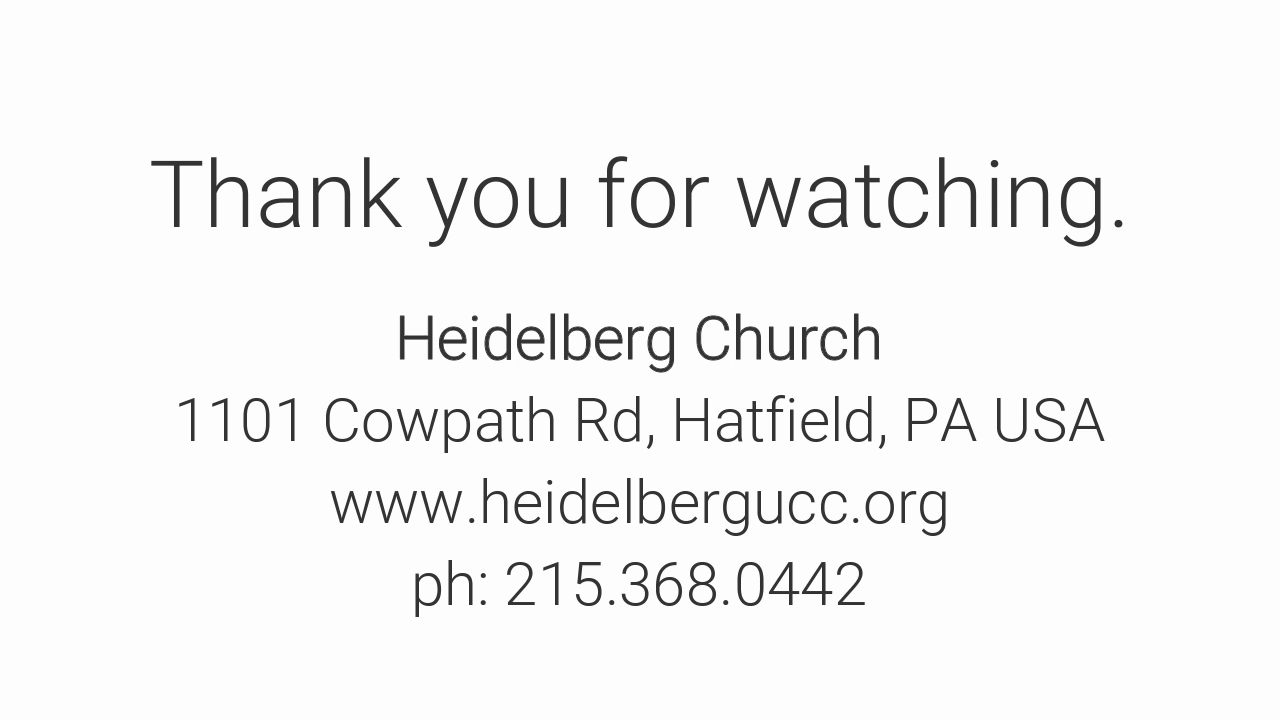 Thank you for watching.
Heidelberg Church
1101 Cowpath Rd, Hatfield, PA USA
www.heidelbergucc.org
ph: 215.368.0442